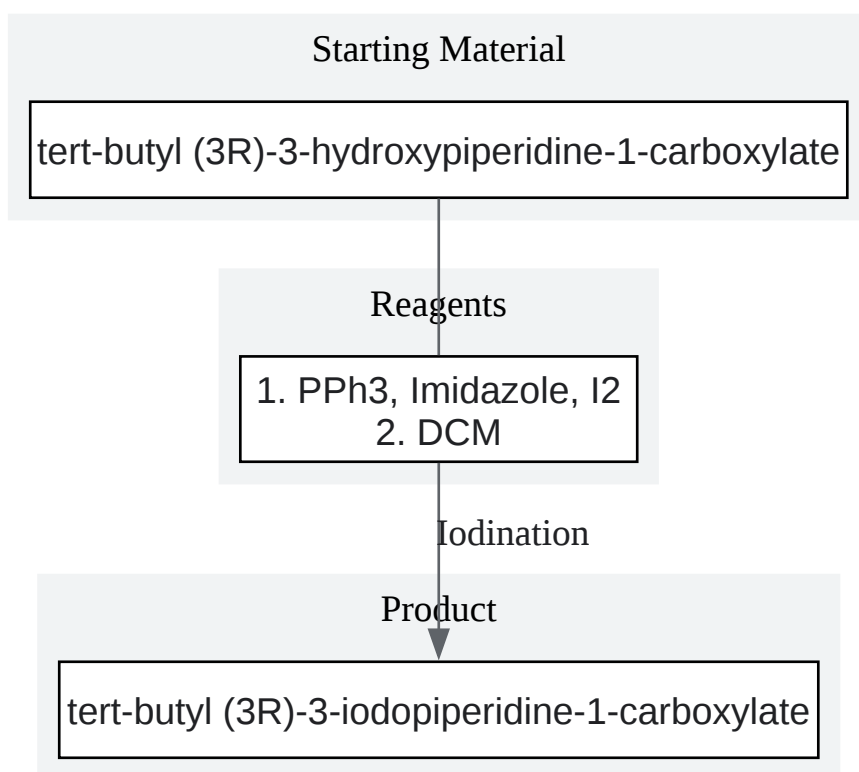 Starting Material
tert-butyl (3R)-3-hydroxypiperidine-1-carboxylate
Reagents
1. PPh3, Imidazole, I2
2. DCM
Iodination
Product
tert-butyl (3R)-3-iodopiperidine-1-carboxylate